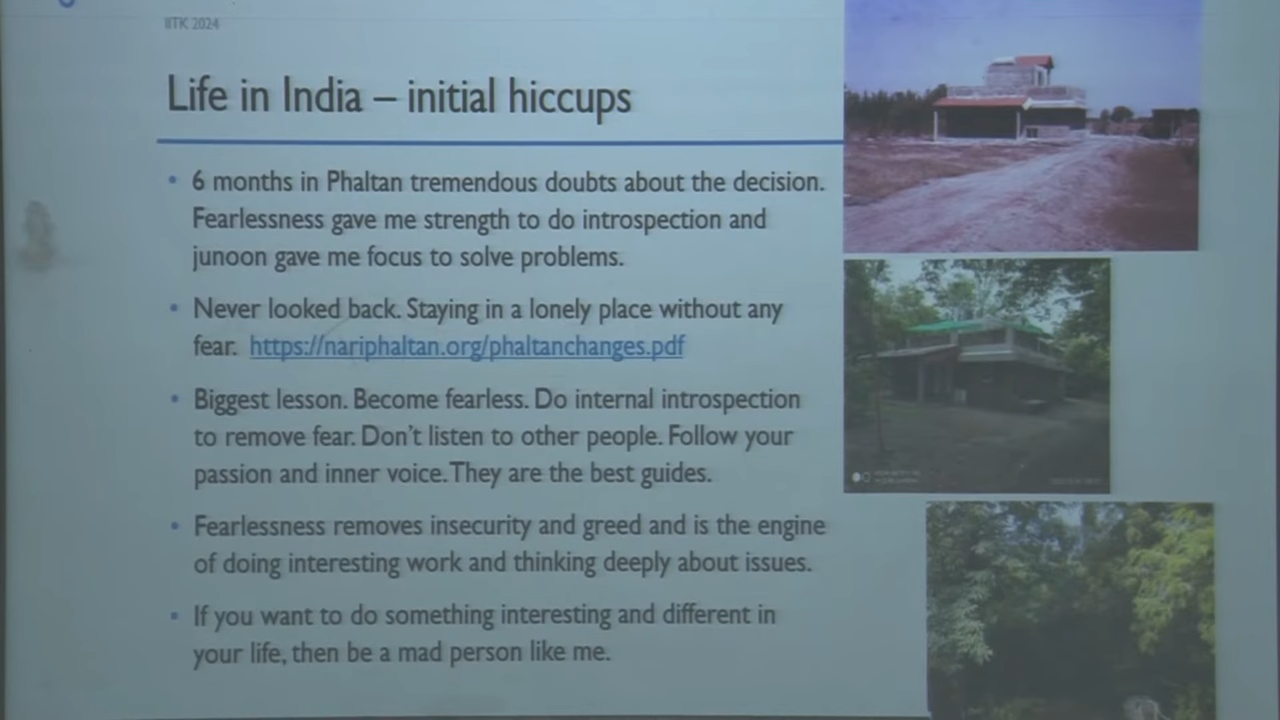 IITK 2024
Life in India – initial hiccups
• 6 months in Phaltan tremendous doubts about the decision.
Fearlessness gave me strength to do introspection and
junoon gave me focus to solve problems.
• Never looked back. Staying in a lonely place without any
fear. https://nariphaltan.org/phaltanchanges.pdf
• Biggest lesson. Become fearless. Do internal introspection
to remove fear. Don't listen to other people. Follow your
passion and inner voice. They are the best guides.
• Fearlessness removes insecurity and greed and is the engine
of doing interesting work and thinking deeply about issues.
• If you want to do something interesting and different in
your life, then be a mad person like me.